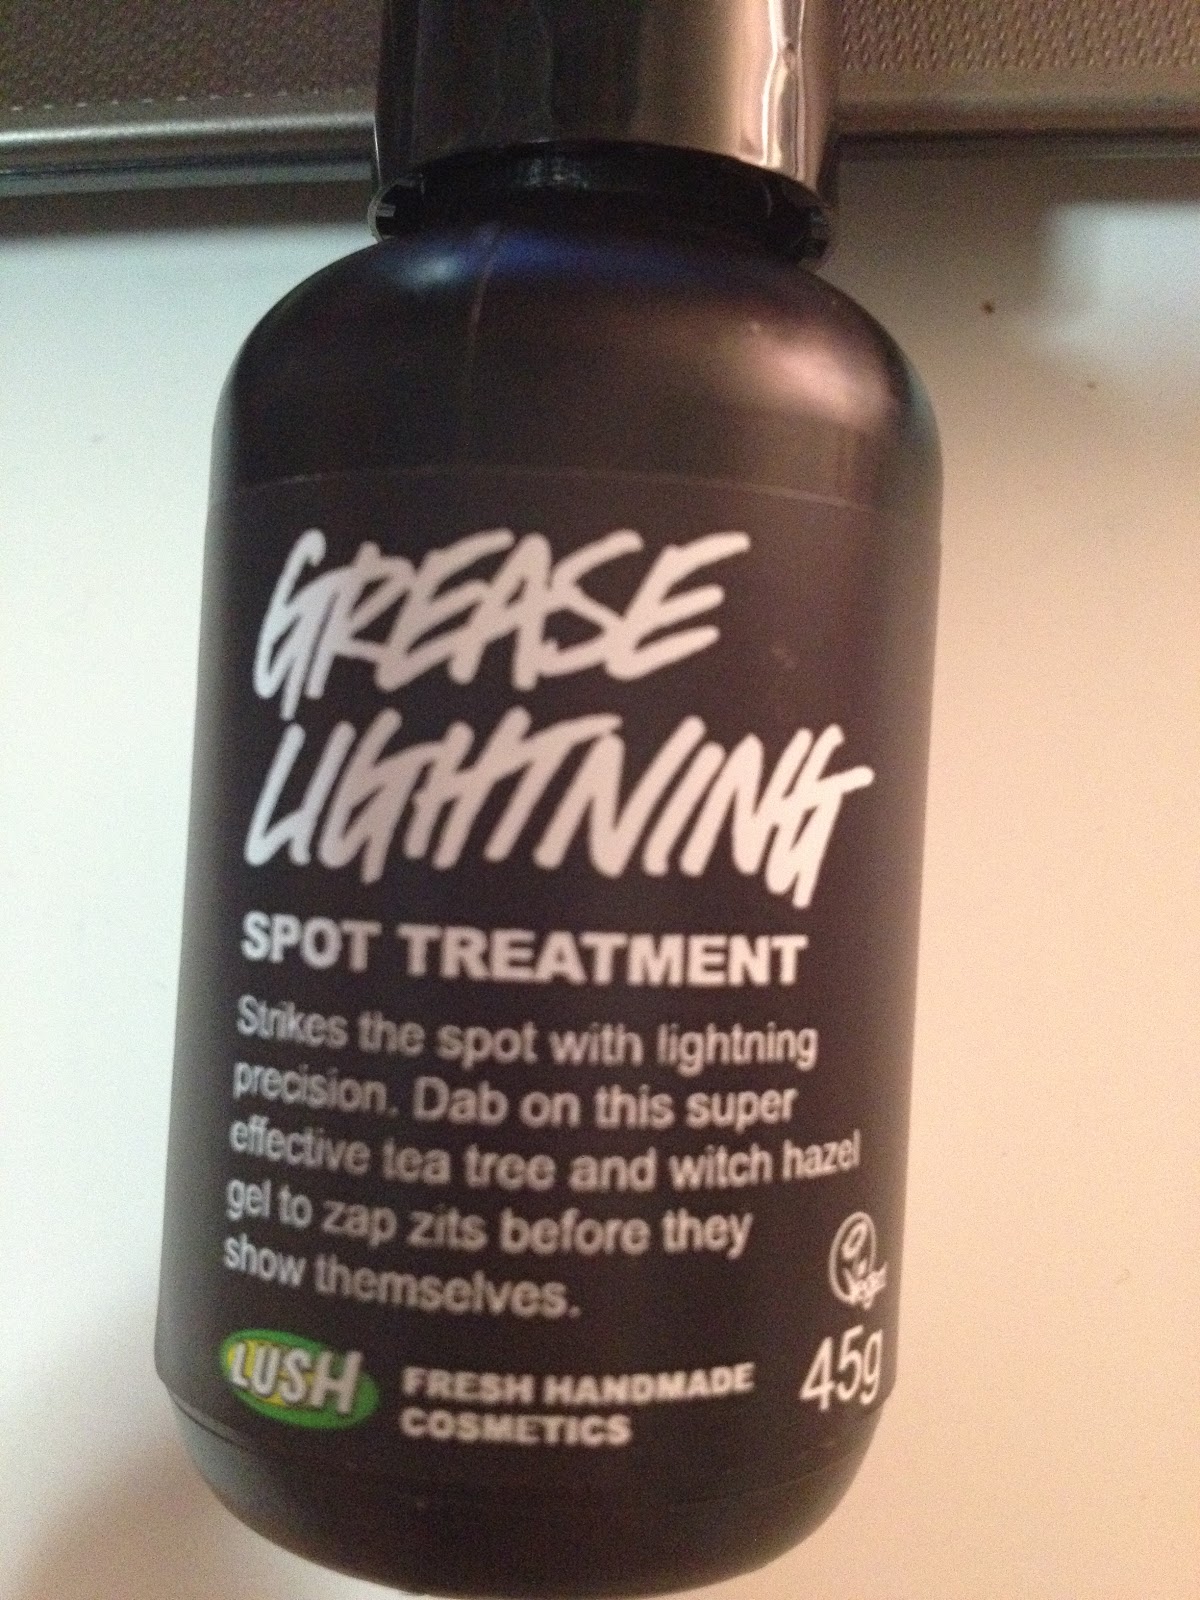 GREASE
LIGHTNING
SPOT TREATMENT
Strikes the spot with lightning
precision. Dab on this super
effective tea tree and witch hazel
gel to zap zits before they
show themselves.
Vegan
LUSH
FRESH HANDMADE
COSMETICS
45g